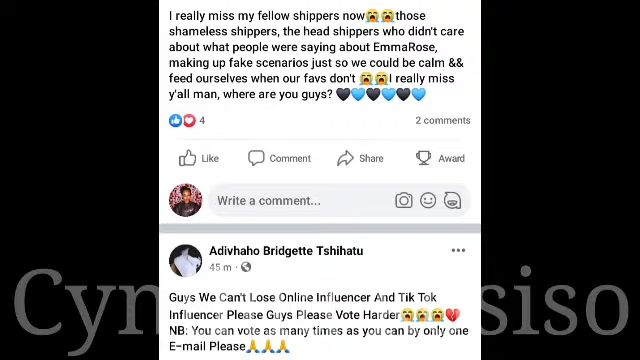 I really miss my fellow shippers now😭😭those
shameless shippers, the head shippers who didn't care
about what people were saying about EmmaRose,
making up fake scenarios just so we could be calm &&
feed ourselves when our favs don't 😭😭I really miss
y'all man, where are you guys? 🖤💙🖤💙🖤💙
4
2 comments
Like Comment Share Award
Write a comment...
Adivhaho Bridgette Tshihatu
45 m ·
Guys We Can't Lose Online Influencer And Tik Tok
Influencer Please Guys Please Vote Harder😭😭😭💔
NB: You can vote as many times as you can by only one
E-mail Please🙏🙏🙏
Cyn
siso